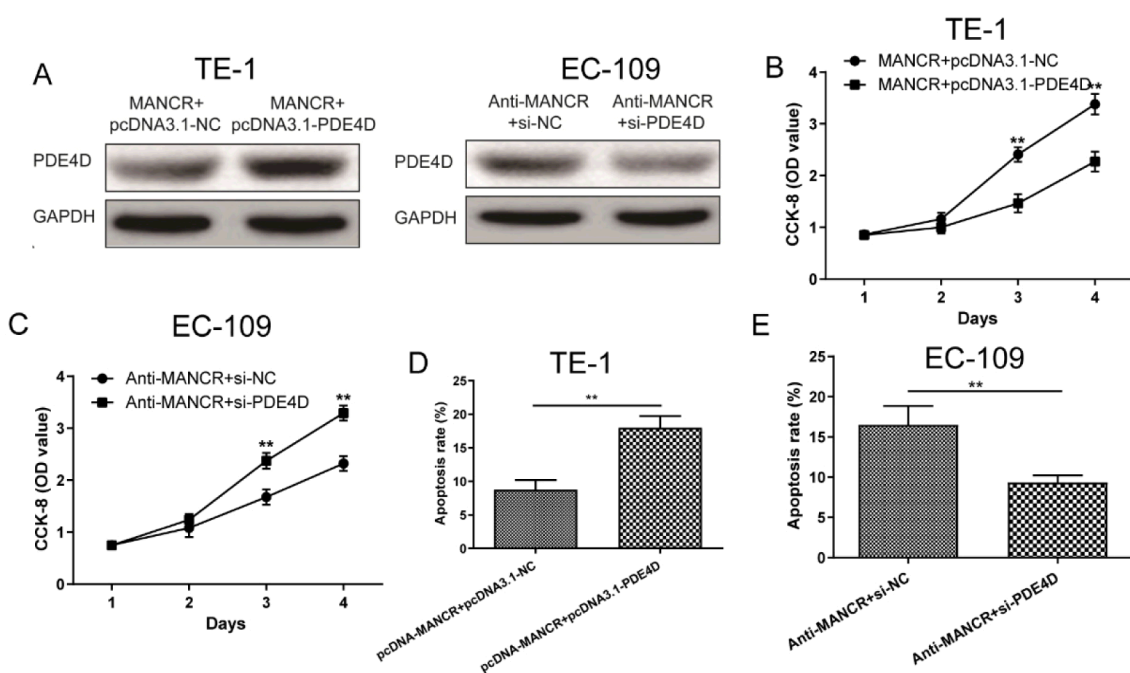 A
TE-1
MANCR+
pcDNA3.1-NC
MANCR+
pcDNA3.1-PDE4D
PDE4D
GAPDH
EC-109
Anti-MANCR
+si-NC
Anti-MANCR
+si-PDE4D
PDE4D
GAPDH
B
TE-1
MANCR+pcDNA3.1-NC
MANCR+pcDNA3.1-PDE4D
CCK-8 (OD value)
4
3
2
1
0
**
**
1 2 3 4
Days
C
EC-109
Anti-MANCR+si-NC
Anti-MANCR+si-PDE4D
CCK-8 (OD value)
4
3
2
1
0
**
**
1 2 3 4
Days
D
TE-1
Apoptosis rate (%)
25
20
15
10
5
0
**
pcDNA-MANCR+pcDNA3.1-NC
pcDNA-MANCR+pcDNA3.1-PDE4D
E
EC-109
Apoptosis rate (%)
25
20
15
10
5
0
**
Anti-MANCR+si-NC
Anti-MANCR+si-PDE4D